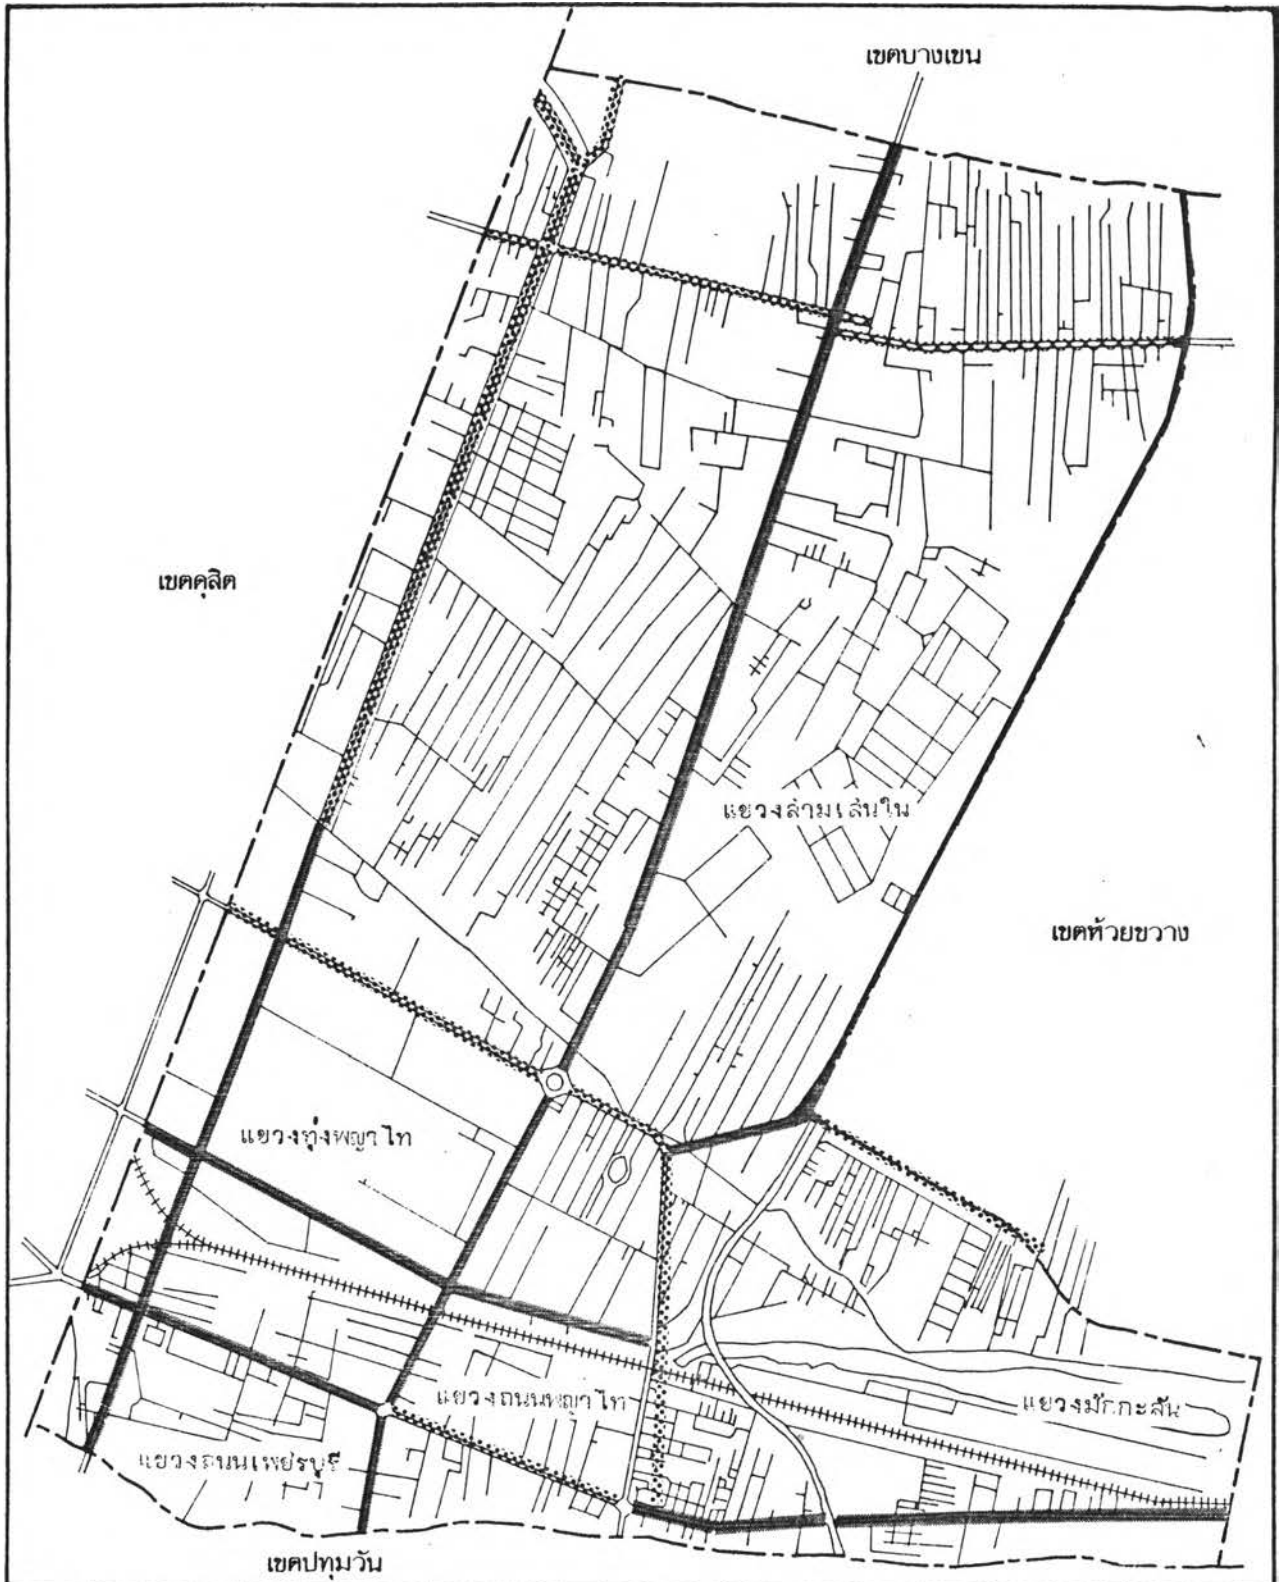 เขตบางเขน
เขตดุสิต
แขวงสามเสนใน
เขตห้วยขวาง
แขวงทุ่งพญาไท
แขวงถนนพญาไท
แขวงมักกะสัน
แขวงถนนเพชรบุรี
เขตปทุมวัน